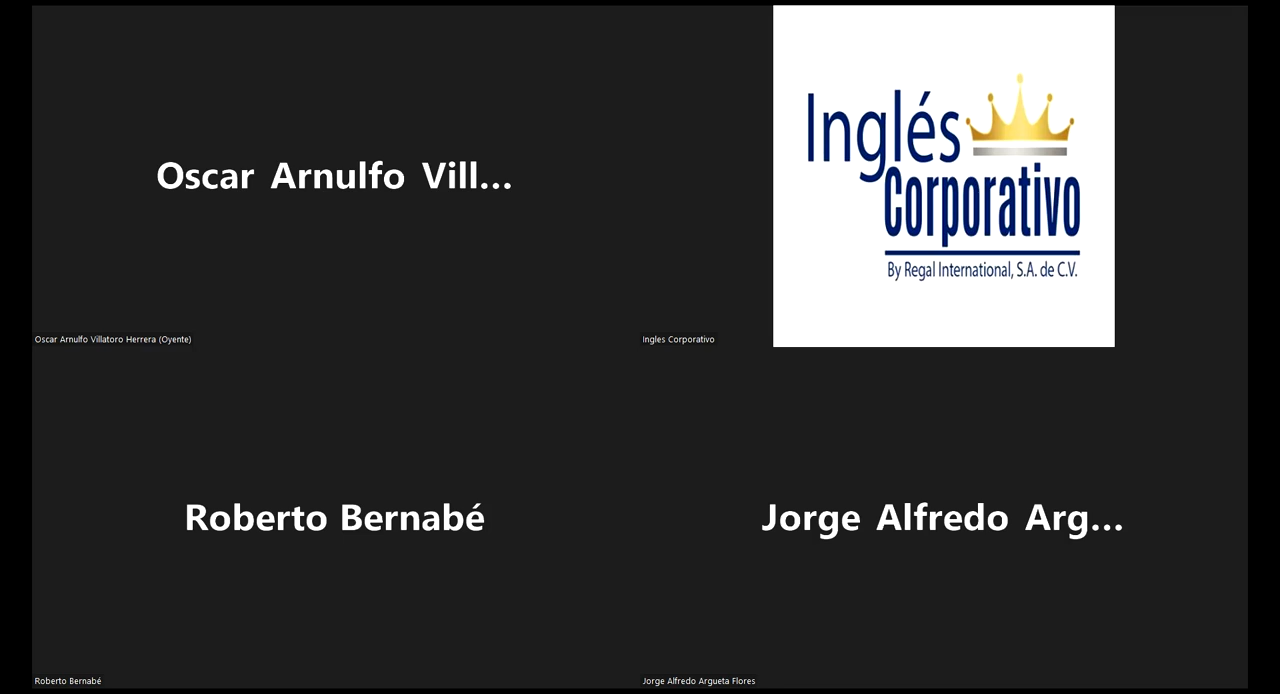 Oscar Arnulfo Vill...
Oscar Arnulfo Villatoro Herrera (Oyente)
Inglés
Corporativo
By Regal International, S.A. de C.V.
Ingles Corporativo
Roberto Bernabé
Roberto Bernabé
Jorge Alfredo Arg...
Jorge Alfredo Argueta Flores